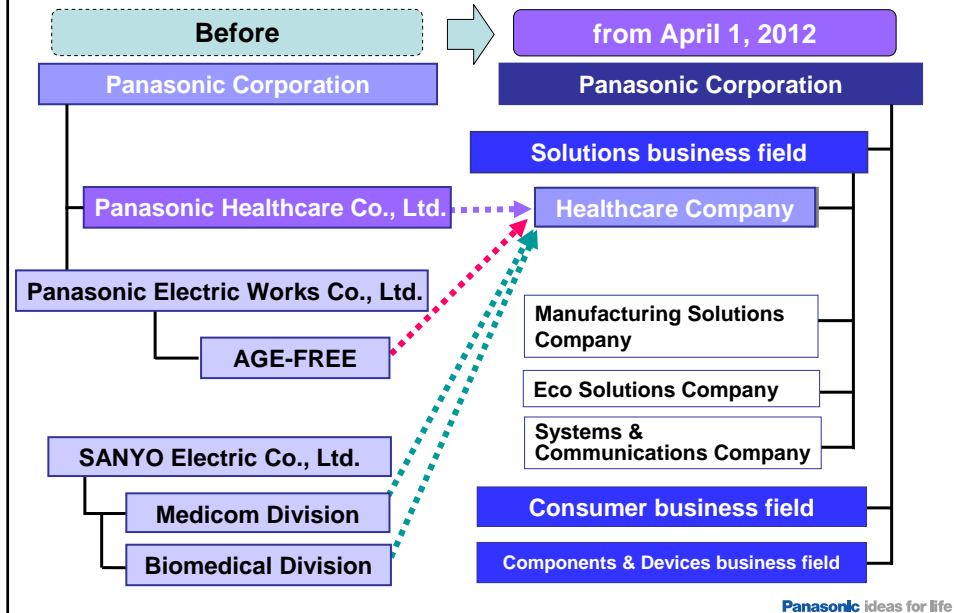 Before
from April 1, 2012
Panasonic Corporation
Panasonic Healthcare Co., Ltd.
Panasonic Electric Works Co., Ltd.
AGE-FREE
SANYO Electric Co., Ltd.
Medicom Division
Biomedical Division
Panasonic Corporation
Solutions business field
Healthcare Company
Manufacturing Solutions
Company
Eco Solutions Company
Systems &
Communications Company
Consumer business field
Components & Devices business field
Panasonic ideas for life